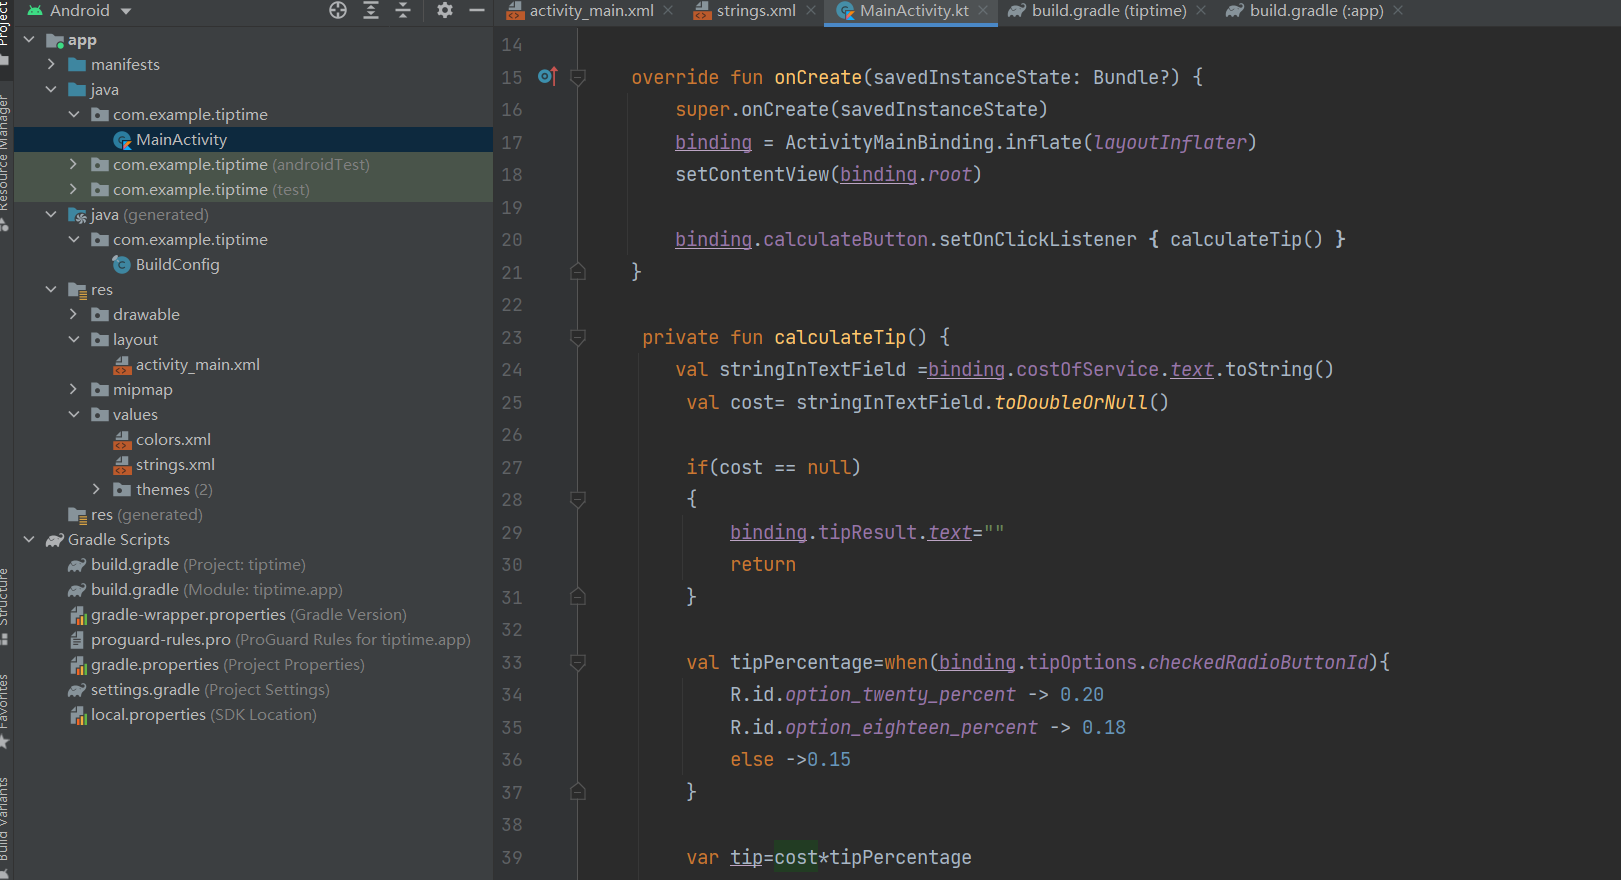 Android
activity_main.xml
strings.xml
MainActivity.kt
build.gradle (tiptime)
build.gradle (:app)
Project
Resource Manager
Structure
Favorites
Build Variants
app
manifests
java
com.example.tiptime
MainActivity
com.example.tiptime (androidTest)
com.example.tiptime (test)
java (generated)
com.example.tiptime
BuildConfig
res
drawable
layout
activity_main.xml
mipmap
values
colors.xml
strings.xml
themes (2)
res (generated)
Gradle Scripts
build.gradle (Project: tiptime)
build.gradle (Module: tiptime.app)
gradle-wrapper.properties (Gradle Version)
proguard-rules.pro (ProGuard Rules for tiptime.app)
gradle.properties (Project Properties)
settings.gradle (Project Settings)
local.properties (SDK Location)
14
15 override fun onCreate(savedInstanceState: Bundle?) {
16 super.onCreate(savedInstanceState)
17 binding = ActivityMainBinding.inflate(layoutInflater)
18 setContentView(binding.root)
19
20 binding.calculateButton.setOnClickListener { calculateTip() }
21 }
22
23 private fun calculateTip() {
24 val stringInTextField =binding.costOfService.text.toString()
25 val cost= stringInTextField.toDoubleOrNull()
26
27 if(cost == null)
28 {
29 binding.tipResult.text=""
30 return
31 }
32
33 val tipPercentage=when(binding.tipOptions.checkedRadioButtonId){
34 R.id.option_twenty_percent -> 0.20
35 R.id.option_eighteen_percent -> 0.18
36 else ->0.15
37 }
38
39 var tip=cost*tipPercentage